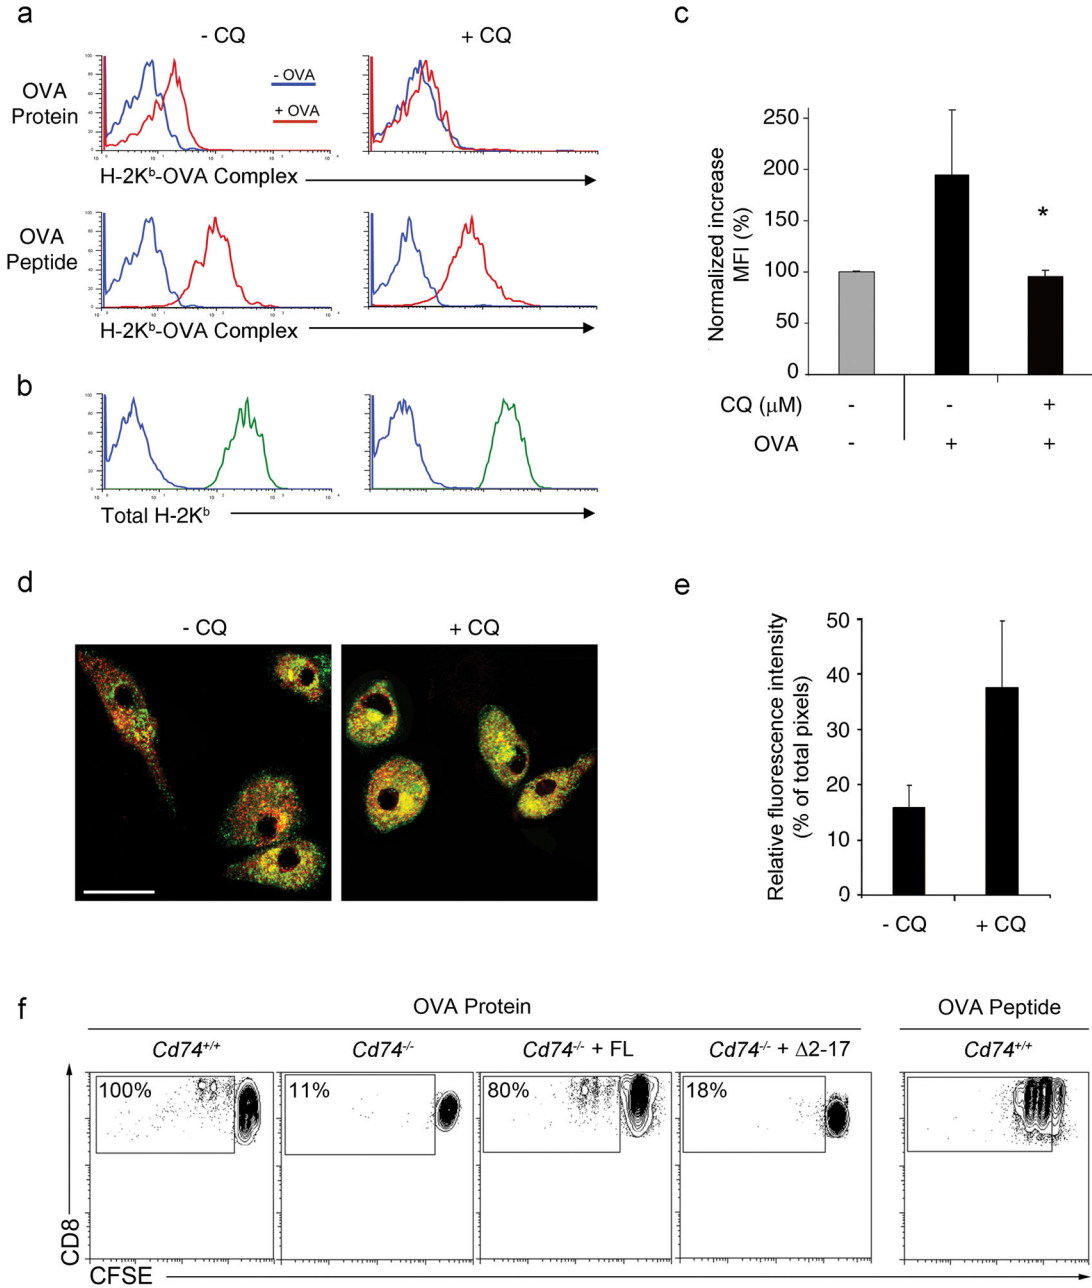 a
- CQ
+ CQ
OVA
Protein
- OVA
+ OVA
H-2Kᵇ-OVA Complex
OVA
Peptide
H-2Kᵇ-OVA Complex
b
Total H-2Kᵇ
c
Normalized increase
MFI (%)
250
200
150
100
50
0
CQ (μM) - - +
OVA - + +
*
d
- CQ
+ CQ
e
Relative fluorescence intensity
(% of total pixels)
50
40
30
20
10
0
- CQ
+ CQ
f
OVA Protein
OVA Peptide
Cd74⁺/⁺
Cd74⁻/⁻
Cd74⁻/⁻ + FL
Cd74⁻/⁻ + Δ2-17
Cd74⁺/⁺
100%
11%
80%
18%
CD8
CFSE